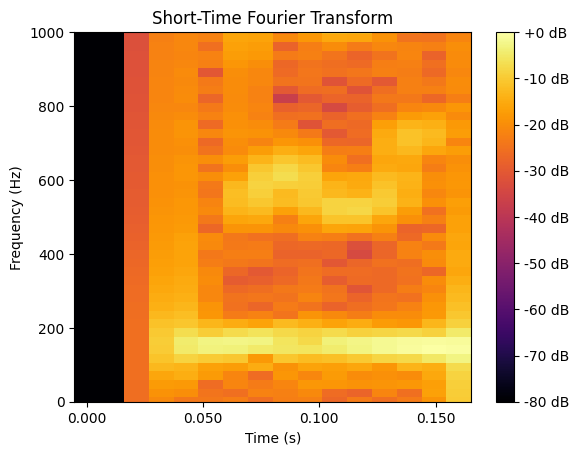 Short-Time Fourier Transform
Frequency (Hz)
1000
800
600
400
200
0
0.000
0.050
0.100
0.150
Time (s)
+0 dB
-10 dB
-20 dB
-30 dB
-40 dB
-50 dB
-60 dB
-70 dB
-80 dB